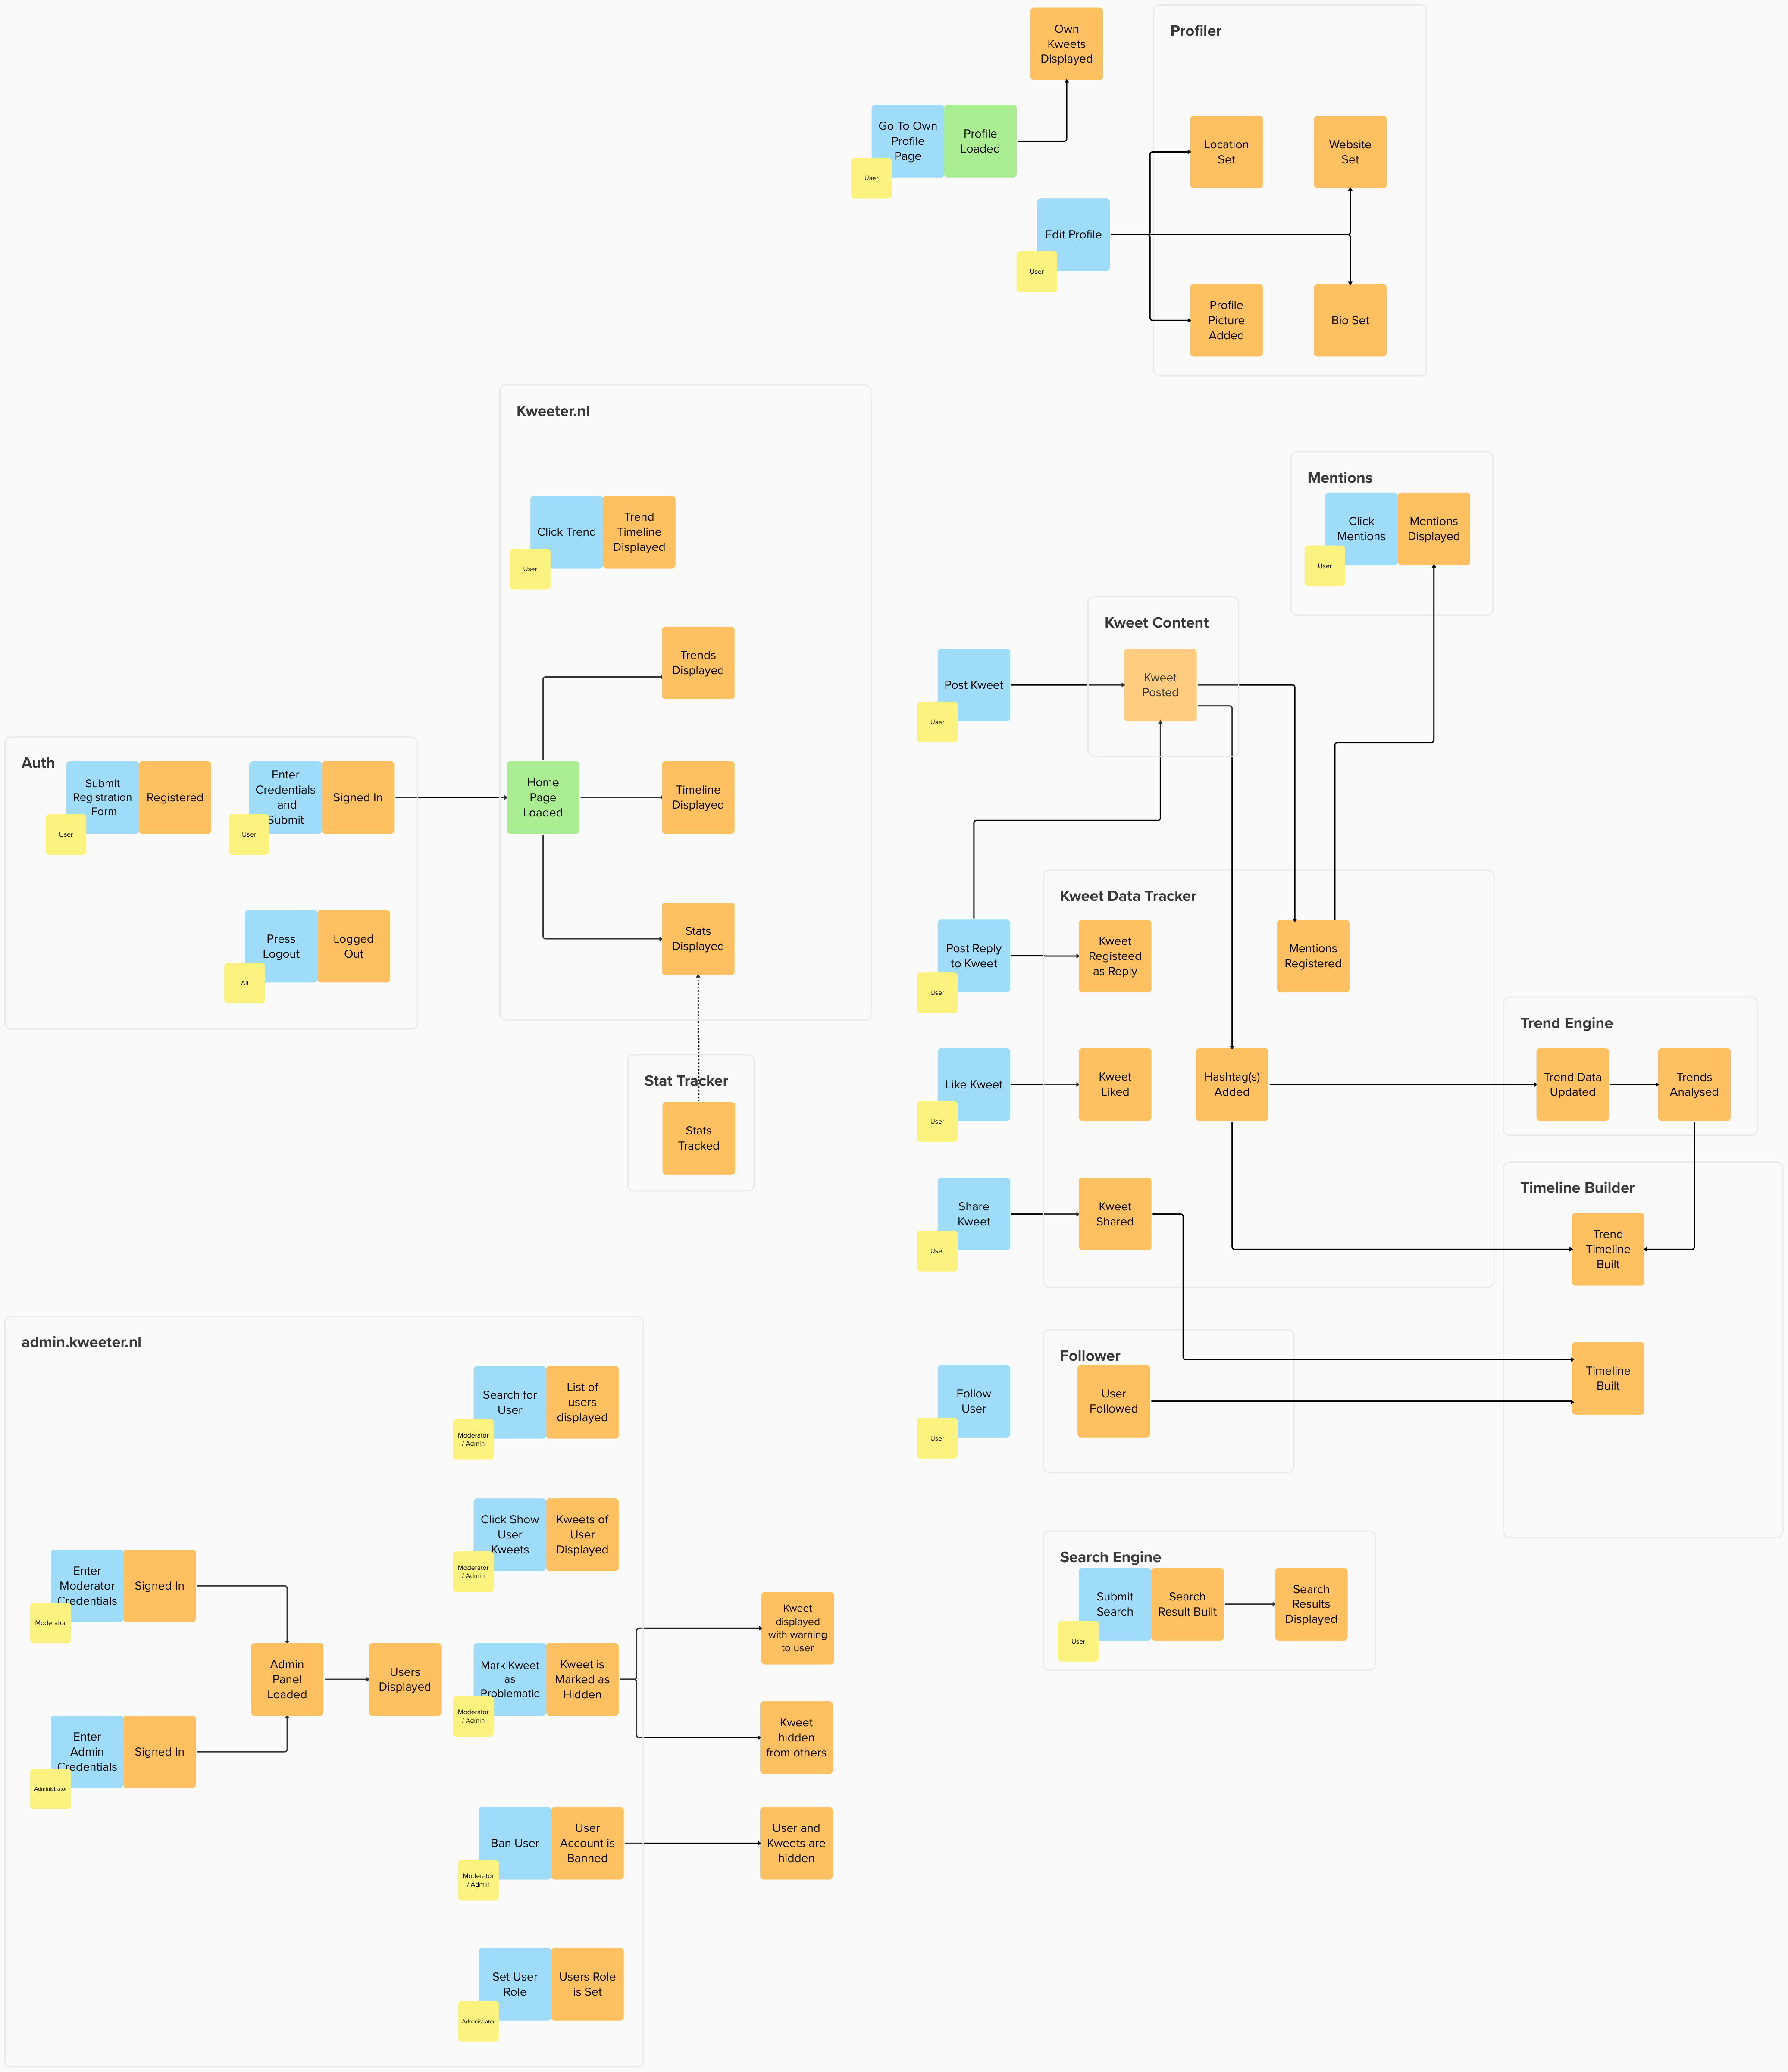 Own
Kweets
Displayed
Profiler
Go To Own
Profile
Page
Profile
Loaded
User
Location
Set
Website
Set
Edit Profile
User
Profile
Picture
Added
Bio Set
Kweeter.nl
Click Trend
Trend
Timeline
Displayed
User
Trends
Displayed
Home
Page
Loaded
Timeline
Displayed
Stats
Displayed
Mentions
Click
Mentions
Mentions
Displayed
User
Kweet Content
Post Kweet
Kweet
Posted
User
Auth
Submit
Registration
Form
Registered
User
Enter
Credentials
and
Submit
Signed In
User
Press
Logout
Logged
Out
All
Stat Tracker
Stats
Tracked
Kweet Data Tracker
Post Reply
to Kweet
Kweet
Registeed
as Reply
User
Mentions
Registered
Like Kweet
Kweet
Liked
User
Hashtag(s)
Added
Share
Kweet
Kweet
Shared
User
Trend Engine
Trend Data
Updated
Trends
Analysed
Timeline Builder
Trend
Timeline
Built
Timeline
Built
Follower
Follow
User
User
Followed
User
Search Engine
Submit
Search
Search
Result Built
Search
Results
Displayed
User
admin.kweeter.nl
Search for
User
List of
users
displayed
Moderator
/ Admin
Click Show
User
Kweets
Kweets of
User
Displayed
Moderator
/ Admin
Enter
Moderator
Credentials
Signed In
Moderator
Admin
Panel
Loaded
Users
Displayed
Enter
Admin
Credentials
Signed In
Administrator
Mark Kweet
as
Problematic
Kweet is
Marked as
Hidden
Moderator
/ Admin
Kweet
displayed
with warning
to user
Kweet
hidden
from others
Ban User
User
Account is
Banned
Moderator
/ Admin
User and
Kweets are
hidden
Set User
Role
Users Role
is Set
Administrator